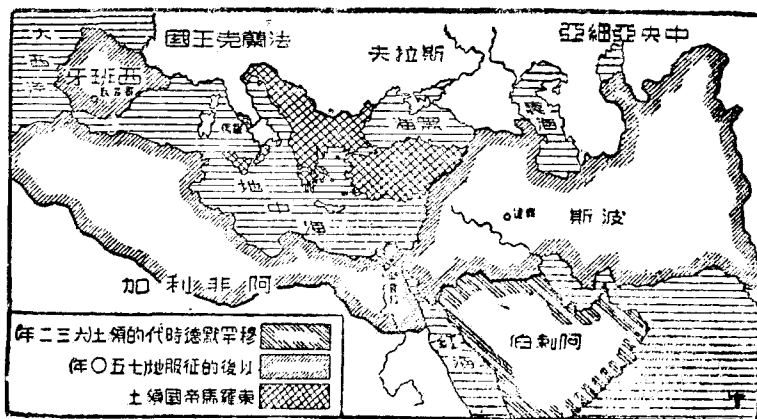 中央亞細亞
斯拉夫
法蘭克王国
大西洋
西班牙
裏海
黑海
地中海
波斯
阿非利加
阿剌伯
紅海
穆罕默德時代的領土六三二年
以後的征服地七五〇年
東羅馬帝國領土